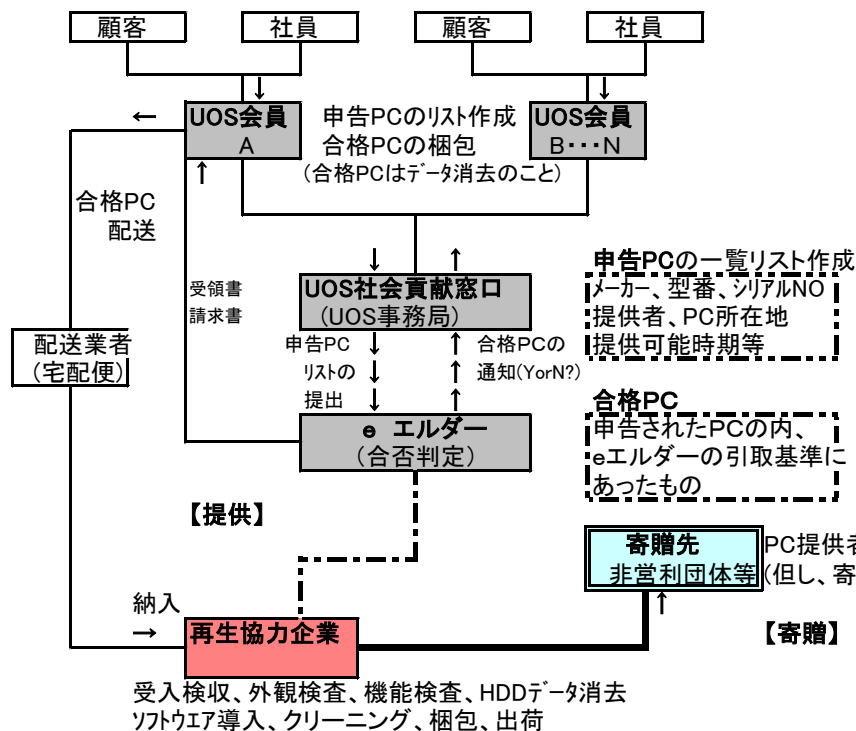 顧客
社員
顧客
社員
←
↓
↓
UOS会員
A
申告PCのリスト作成
合格PCの梱包
(合格PCはデータ消去のこと)
UOS会員
B・・・N
↑
合格PC
配送
↓ ↑
受領書
請求書
UOS社会貢献窓口
(UOS事務局)
申告PCの一覧リスト作成
メーカー、型番、シリアルNO
提供者、PC所在地
提供可能時期等
配送業者
(宅配便)
申告PC ↓ ↑ 合格PCの
リストの ↓ ↑ 通知(YorN?)
提出 ↓ ↑
e エルダー
(合否判定)
合格PC
申告されたPCの内、
eエルダーの引取基準に
あったもの
【提供】
寄贈先
非営利団体等
PC提供者
(但し、寄
↑
【寄贈】
納入
→
再生協力企業
受入検収、外観検査、機能検査、HDDデータ消去
ソフトウエア導入、クリーニング、梱包、出荷